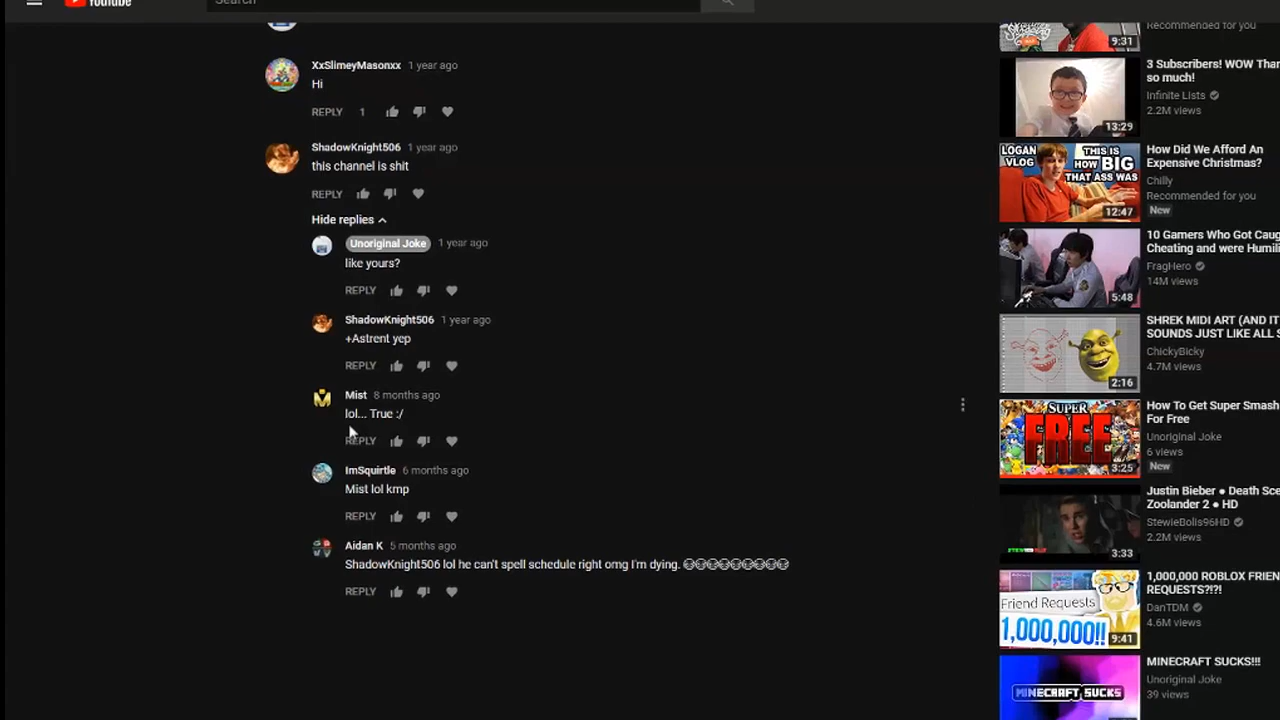 YouTube
Search
XxSlimeyMasonxx 1 year ago
Hi
REPLY 1
ShadowKnight506 1 year ago
this channel is shit
REPLY
Hide replies
Unoriginal Joke 1 year ago
like yours?
REPLY
ShadowKnight506 1 year ago
+Astrent yep
REPLY
Mist 8 months ago
lol... True :/
REPLY
ImSquirtle 6 months ago
Mist lol kmp
REPLY
Aidan K 5 months ago
ShadowKnight506 lol he can't spell schedule right omg I'm dying.
REPLY
Recommended for you
9:31
3 Subscribers! WOW Than
so much!
Infinite Lists
2.2M views
13:29
LOGAN
VLOG
THIS IS
HOW BIG
THAT ASS WAS
12:47
How Did We Afford An
Expensive Christmas?
Chilly
Recommended for you
New
10 Gamers Who Got Caug
Cheating and were Humili
FragHero
14M views
5:48
SHREK MIDI ART (AND IT
SOUNDS JUST LIKE ALL S
ChickyBicky
4.7M views
2:16
SUPER
FREE
3:25
How To Get Super Smash
For Free
Unoriginal Joke
6 views
New
Justin Bieber ● Death Sce
Zoolander 2 ● HD
StewieBolis96HD
2.2M views
3:33
Friend Requests
1,000,000!!
9:41
1,000,000 ROBLOX FRIEN
REQUESTS?!?!
DanTDM
4.6M views
MINECRAFT SUCKS
MINECRAFT SUCKS!!!
Unoriginal Joke
39 views